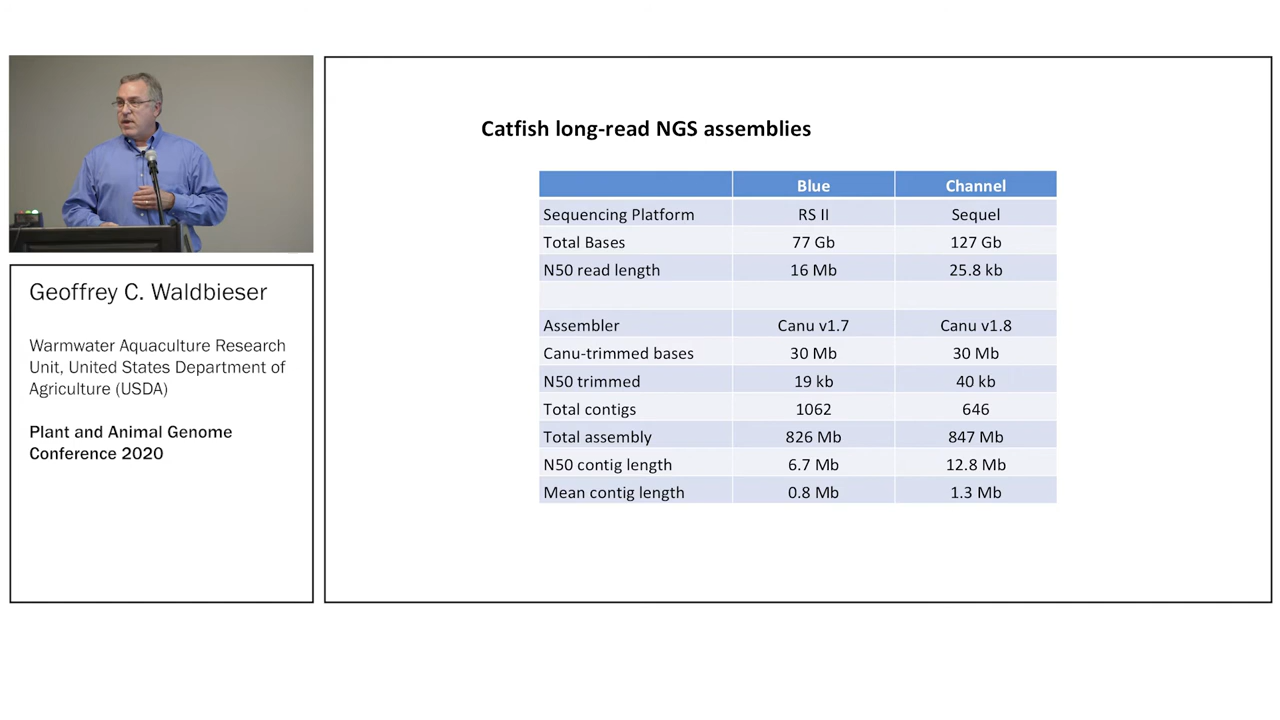 Geoffrey C. Waldbieser
Warmwater Aquaculture Research
Unit, United States Department of
Agriculture (USDA)
Plant and Animal Genome
Conference 2020
Catfish long-read NGS assemblies
Blue Channel
Sequencing Platform RS II Sequel
Total Bases 77 Gb 127 Gb
N50 read length 16 Mb 25.8 kb
Assembler Canu v1.7 Canu v1.8
Canu-trimmed bases 30 Mb 30 Mb
N50 trimmed 19 kb 40 kb
Total contigs 1062 646
Total assembly 826 Mb 847 Mb
N50 contig length 6.7 Mb 12.8 Mb
Mean contig length 0.8 Mb 1.3 Mb